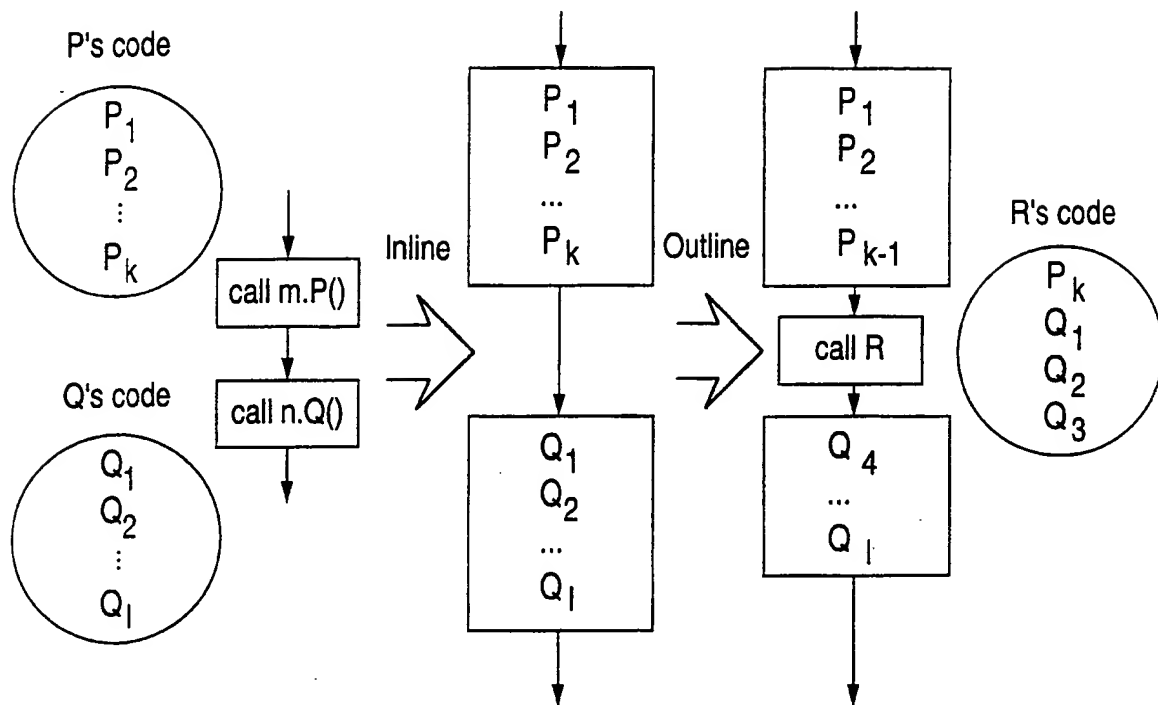 P's code
P₁
P₂
⋮
Pₖ
call m.P()
call n.Q()
Q's code
Q₁
Q₂
⋮
Qₗ
Inline
P₁
P₂
...
Pₖ
Q₁
Q₂
...
Qₗ
Outline
P₁
P₂
...
Pₖ₋₁
call R
Q₄
...
Qₗ
R's code
Pₖ
Q₁
Q₂
Q₃